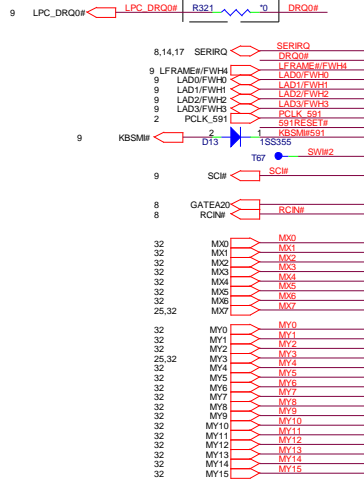 9 LPC_DRQ0# LPC_DRQ0# R321 *0 DRQ0#
8,14,17 SERIRQ SERIRQ
DRQ0#
9 LFRAME#/FWH4 LFRAME#/FWH4
9 LAD0/FWH0 LAD0/FWH0
9 LAD1/FWH1 LAD1/FWH1
9 LAD2/FWH2 LAD2/FWH2
9 LAD3/FWH3 LAD3/FWH3
2 PCLK_591 PCLK_591
591RESET#
9 KBSMI# 2 1 KBSMI#591
D13 1SS355
T67 SWI#2
9 SCI# SCI#
8 GATEA20
8 RCIN# RCIN#
32 MX0 MX0
32 MX1 MX1
32 MX2 MX2
32 MX3 MX3
32 MX4 MX4
32 MX5 MX5
32 MX6 MX6
25,32 MX7 MX7
32 MY0 MY0
32 MY1 MY1
32 MY2 MY2
25,32 MY3 MY3
32 MY4 MY4
32 MY5 MY5
32 MY6 MY6
32 MY7 MY7
32 MY8 MY8
32 MY9 MY9
32 MY10 MY10
32 MY11 MY11
32 MY12 MY12
32 MY13 MY13
32 MY14 MY14
32 MY15 MY15